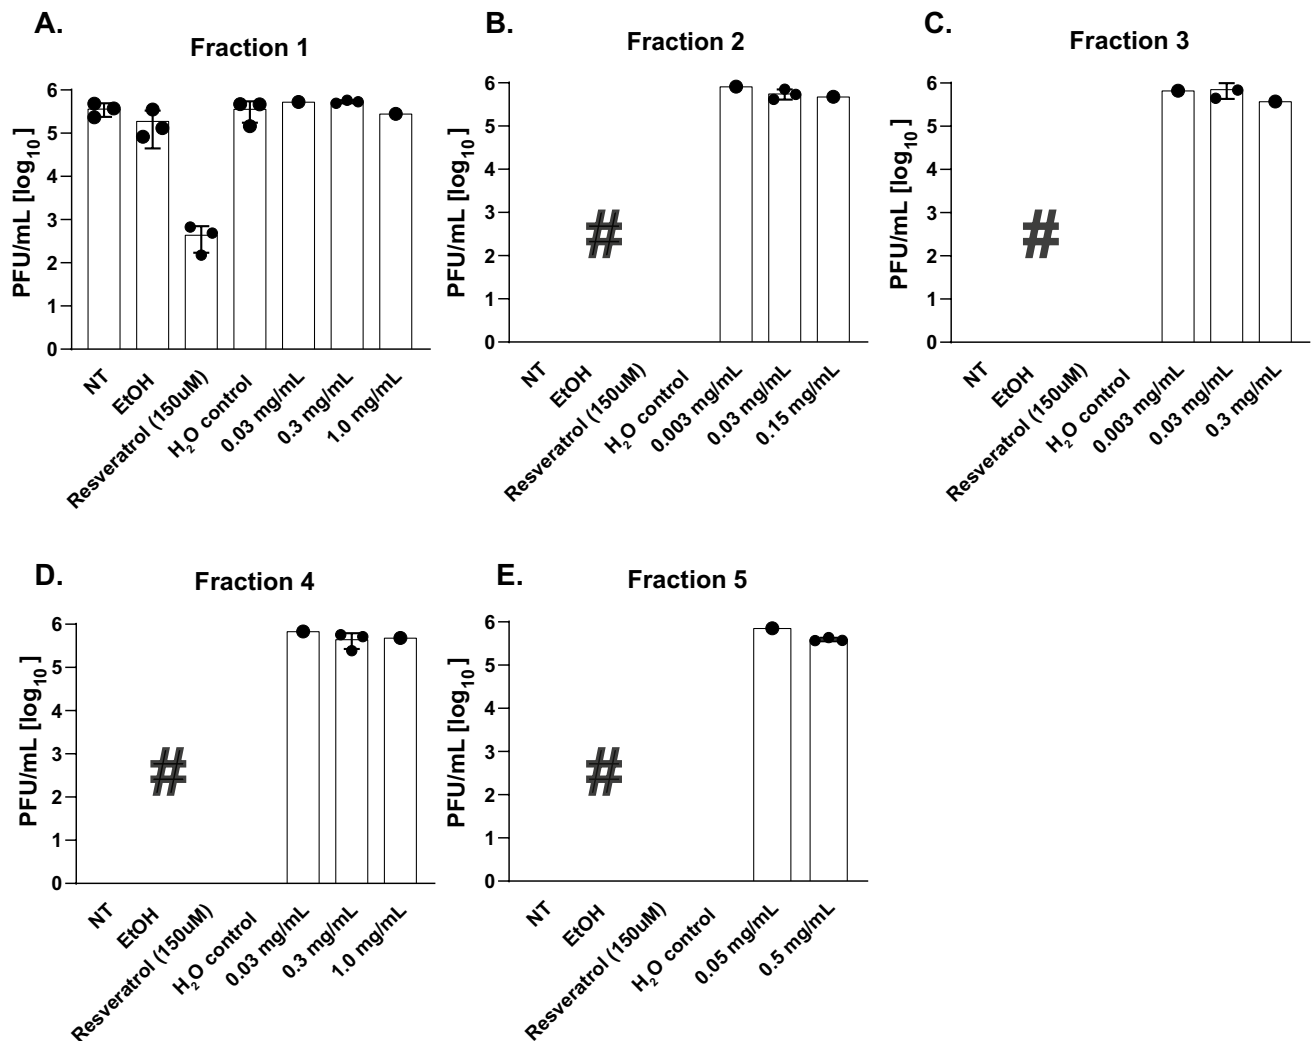 A.
Fraction 1
PFU/mL [log10]
6
5
4
3
2
1
0
NT
EtOH
Resveratrol (150uM)
H2O control
0.03 mg/mL
0.3 mg/mL
1.0 mg/mL
B.
Fraction 2
PFU/mL [log10]
6
5
4
3
2
1
0
#
NT
EtOH
Resveratrol (150uM)
H2O control
0.003 mg/mL
0.03 mg/mL
0.15 mg/mL
C.
Fraction 3
PFU/mL [log10]
6
5
4
3
2
1
0
#
NT
EtOH
Resveratrol (150uM)
H2O control
0.003 mg/mL
0.03 mg/mL
0.3 mg/mL
D.
Fraction 4
PFU/mL [log10]
6
5
4
3
2
1
0
#
NT
EtOH
Resveratrol (150uM)
H2O control
0.03 mg/mL
0.3 mg/mL
1.0 mg/mL
E.
Fraction 5
PFU/mL [log10]
6
5
4
3
2
1
0
#
NT
EtOH
Resveratrol (150uM)
H2O control
0.05 mg/mL
0.5 mg/mL